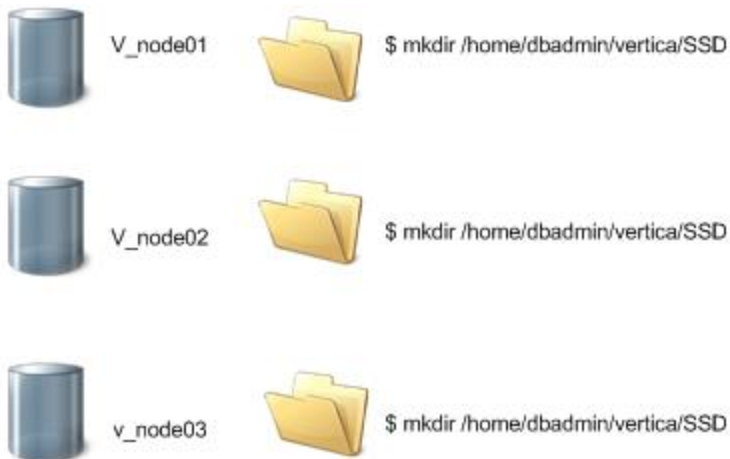 V_node01 $ mkdir /home/dbadmin/vertica/SSD
V_node02 $ mkdir /home/dbadmin/vertica/SSD
v_node03 $ mkdir /home/dbadmin/vertica/SSD